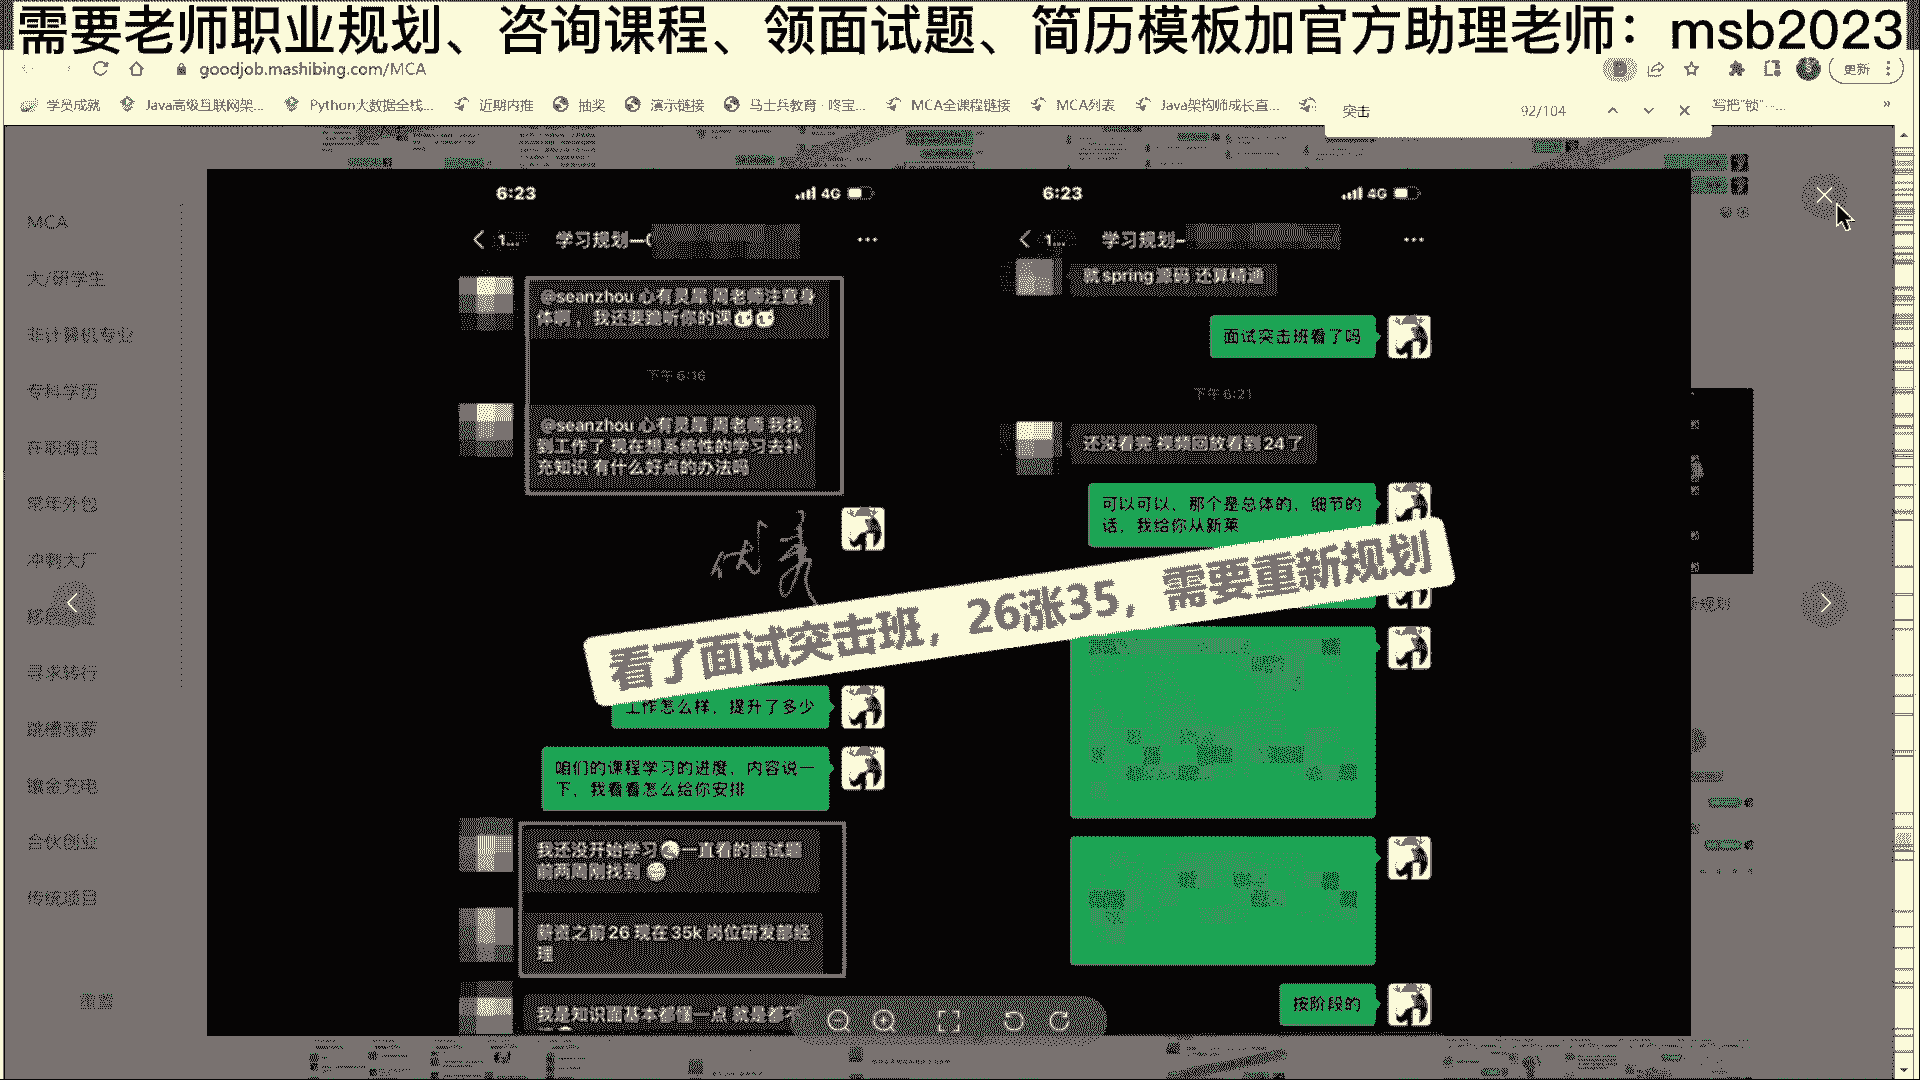 需要老师职业规划、咨询课程、领面试题、简历模板加官方助理老师：msb2023
goodjob.mashibing.com/MCA
更新
学员成就
Java高级互联网架...
Python大数据全栈...
近期内推
抽奖
演示链接
马士兵教育 · 咚宝...
MCA全课程链接
MCA列表
Java架构师成长直...
写把"锁"-...
突击
92/104
MCA
大/研学生
非计算机专业
专科学历
在职海归
常年外包
冲刺大厂
寻求转行
跳槽涨薪
镀金充电
合伙创业
传统项目
重置
6:23
4G
1...
学习规划—
@seanzhou 心有灵犀 周老师注意身
体啊，我还要追听你的课
下午 6:16
@seanzhou 心有灵犀 周老师 我找
到工作了 现在想系统性的学习去补
充知识 有什么好点的办法吗
优秀
工作怎么样，提升了多少
咱们的课程学习的进度，内容说一
下，我看看怎么给你安排
我还没开始学习 一直看的面试题
前两周刚找到
薪资之前 26 现在 35k 岗位研发部经
理
我是知识面基本都懂一点 就是都不
6:23
4G
1...
学习规划-
就 spring 源码 还算精通
面试突击班看了吗
下午 6:21
还没看完 视频回放看到 24 了
可以可以，那个是总体的，细节的
话，我给你从新菜
看了面试突击班，26涨35，需要重新规划
按阶段的
新规划